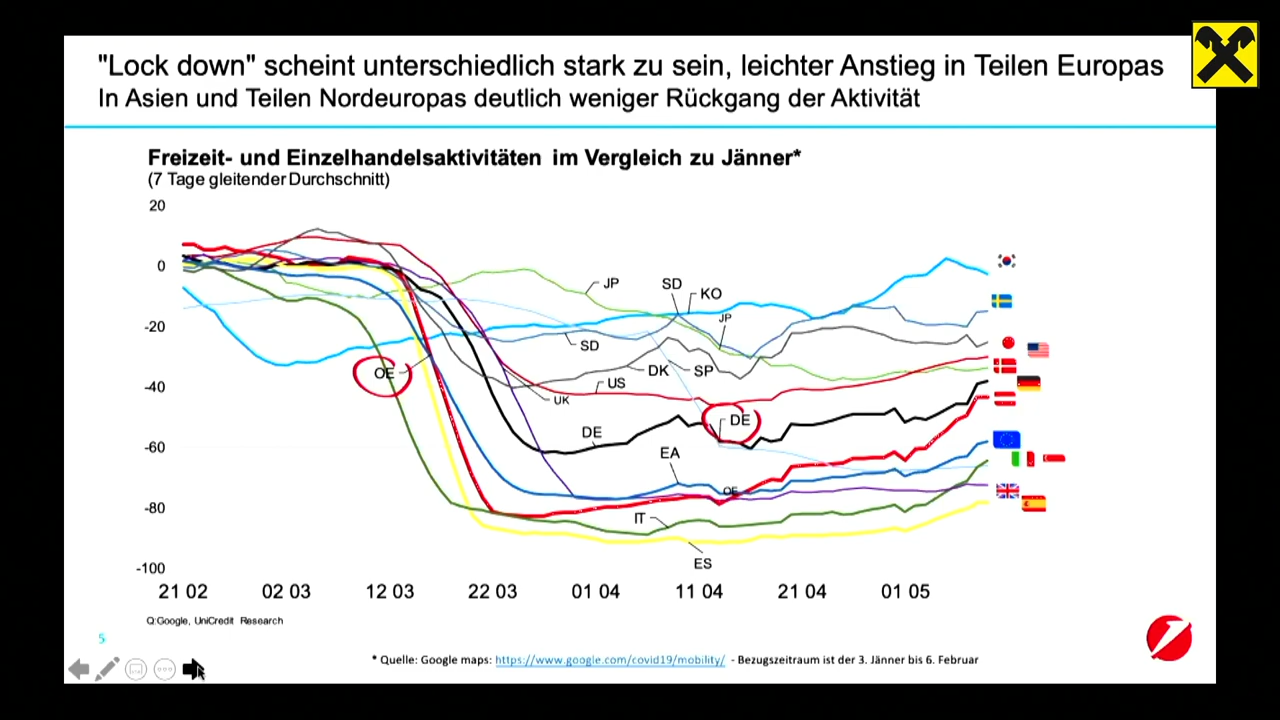 "Lock down" scheint unterschiedlich stark zu sein, leichter Anstieg in Teilen Europas
In Asien und Teilen Nordeuropas deutlich weniger Rückgang der Aktivität
Freizeit- und Einzelhandelsaktivitäten im Vergleich zu Jänner*
(7 Tage gleitender Durchschnitt)
20
0
-20
-40
-60
-80
-100
JP
SD
KO
JP
SD
OE
DK
SP
US
UK
DE
DE
EA
OE
IT
ES
21 02
02 03
12 03
22 03
01 04
11 04
21 04
01 05
Q:Google, UniCredit Research
5
* Quelle: Google maps: https://www.google.com/covid19/mobility/ - Bezugszeitraum ist der 3. Jänner bis 6. Februar